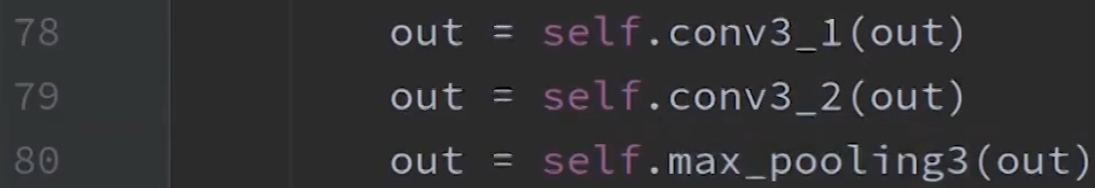 78 out = self.conv3_1(out)
79 out = self.conv3_2(out)
80 out = self.max_pooling3(out)